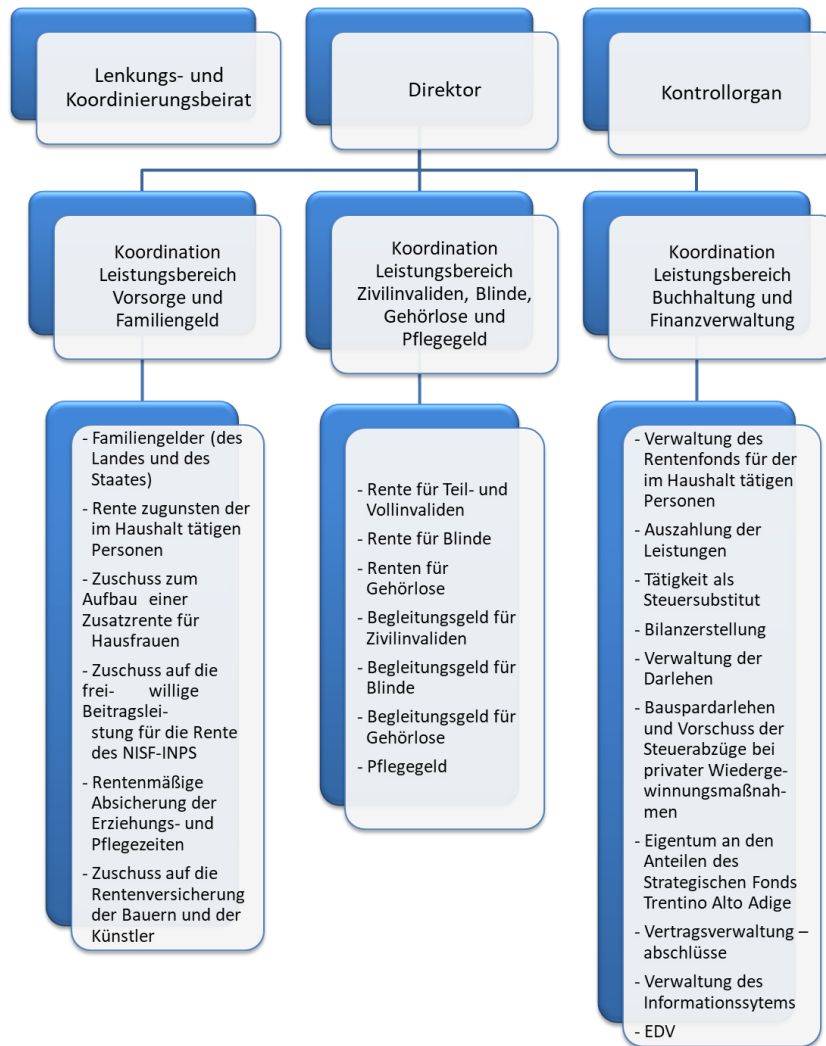 Lenkungs- und
Koordinierungsbeirat
Direktor
Kontrollorgan
Koordination
Leistungsbereich
Vorsorge und
Familiengeld
Koordination
Leistungsbereich
Zivilinvaliden, Blinde,
Gehörlose und
Pflegegeld
Koordination
Leistungsbereich
Buchhaltung und
Finanzverwaltung
- Familiengelder (des
Landes und des
Staates)
- Rente zugunsten der
im Haushalt tätigen
Personen
- Zuschuss zum
Aufbau einer
Zusatzrente für
Hausfrauen
- Zuschuss auf die
frei- willige
Beitragslei-
stung für die Rente
des NISF-INPS
- Rentenmäßige
Absicherung der
Erziehungs- und
Pflegezeiten
- Zuschuss auf die
Rentenversicherung
der Bauern und der
Künstler
- Rente für Teil- und
Vollinvaliden
- Rente für Blinde
- Renten für
Gehörlose
- Begleitungsgeld für
Zivilinvaliden
- Begleitungsgeld für
Blinde
- Begleitungsgeld für
Gehörlose
- Pflegegeld
- Verwaltung des
Rentenfonds für der
im Haushalt tätigen
Personen
- Auszahlung der
Leistungen
- Tätigkeit als
Steuersubstitut
- Bilanzerstellung
- Verwaltung der
Darlehen
- Bauspardarlehen
und Vorschuss der
Steuerabzüge bei
privater Wiederge-
winnungsmaßnah-
men
- Eigentum an den
Anteilen des
Strategischen Fonds
Trentino Alto Adige
- Vertragsverwaltung –
abschlüsse
- Verwaltung des
Informationssytems
- EDV